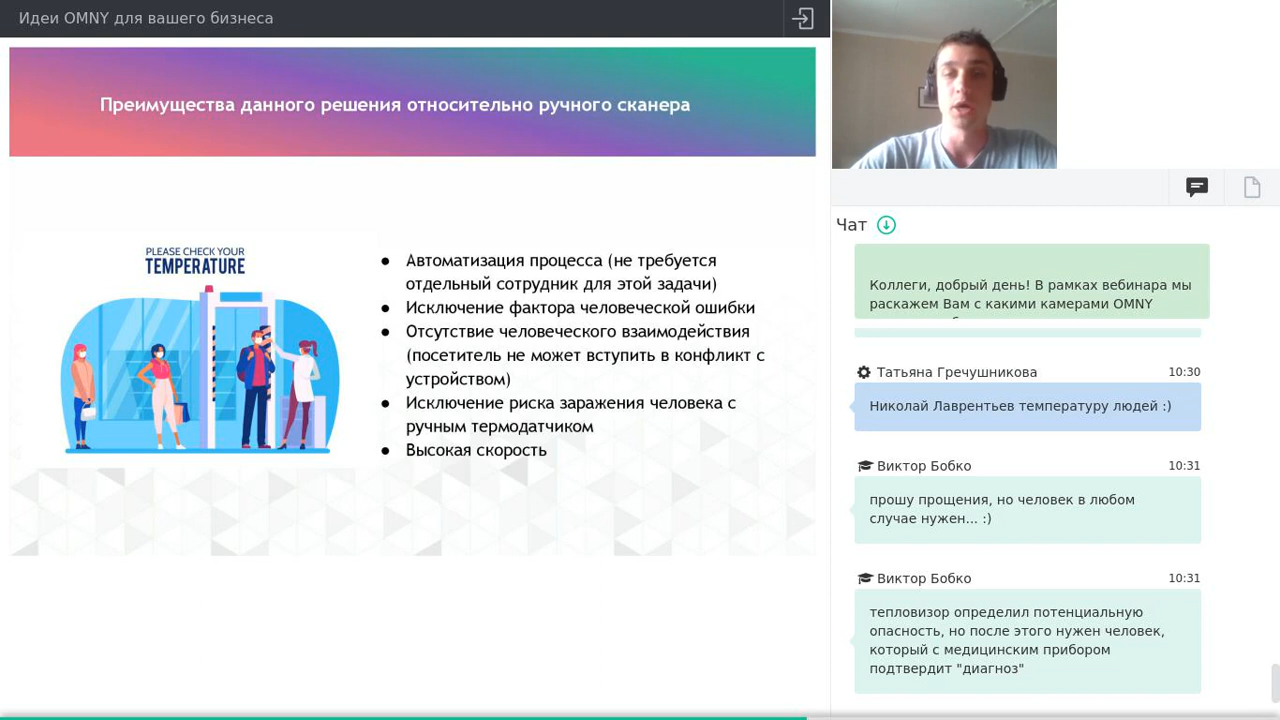 Идеи OMNY для вашего бизнеса
Преимущества данного решения относительно ручного сканера
PLEASE CHECK YOUR
TEMPERATURE
● Автоматизация процесса (не требуется
отдельный сотрудник для этой задачи)
● Исключение фактора человеческой ошибки
● Отсутствие человеческого взаимодействия
(посетитель не может вступить в конфликт с
устройством)
● Исключение риска заражения человека с
ручным термодатчиком
● Высокая скорость
Чат
Коллеги, добрый день! В рамках вебинара мы
раскажем Вам с какими камерами OMNY
Татьяна Гречушникова 10:30
Николай Лаврентьев температуру людей :)
Виктор Бобко 10:31
прошу прощения, но человек в любом
случае нужен... :)
Виктор Бобко 10:31
тепловизор определил потенциальную
опасность, но после этого нужен человек,
который с медицинским прибором
подтвердит "диагноз"